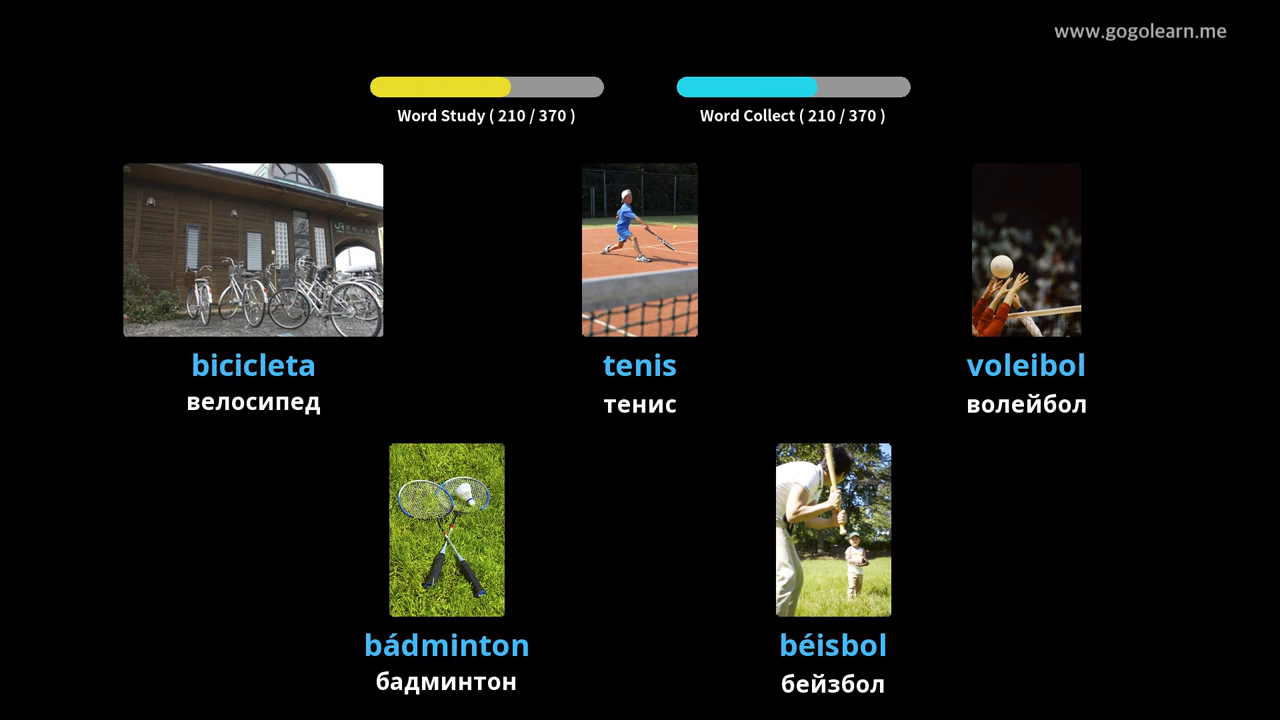 www.gogolearn.me
Word Study ( 210 / 370 )
Word Collect ( 210 / 370 )
bicicleta
велосипед
tenis
тенис
voleibol
волейбол
bádminton
бадминтон
béisbol
бейзбол